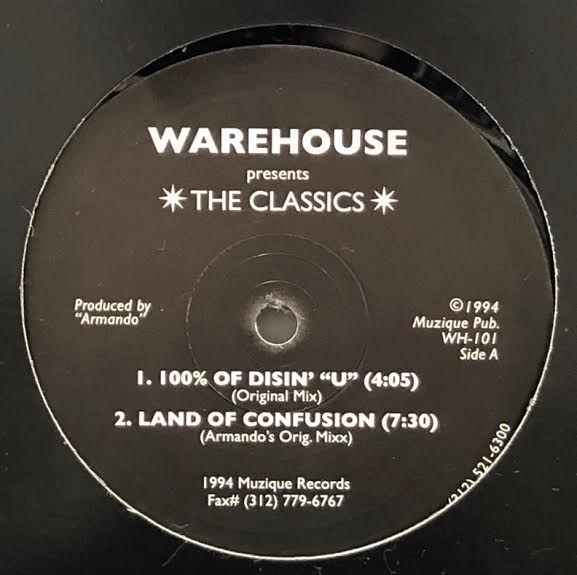 WAREHOUSE
presents
✷ THE CLASSICS ✷
Produced by
"Armando"
©1994
Muzique Pub.
WH-101
Side A
1. 100% OF DISIN' "U" (4:05)
(Original Mix)
2. LAND OF CONFUSION (7:30)
(Armando's Orig. Mixx)
1994 Muzique Records
Fax# (312) 779-6767
(312) 521-6300